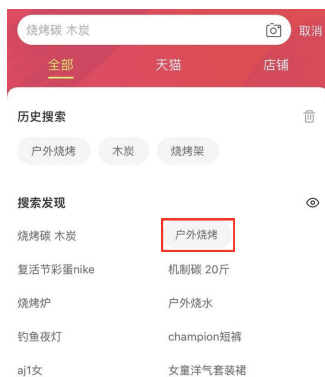 烧烤碳 木炭 取消
全部 天猫 店铺
历史搜索
户外烧烤 木炭 烧烤架
搜索发现
烧烤碳 木炭 户外烧烤
复活节彩蛋nike 机制碳 20斤
烧烤炉 户外烧水
钓鱼夜灯 champion短裤
aj1女 女童洋气套装裙